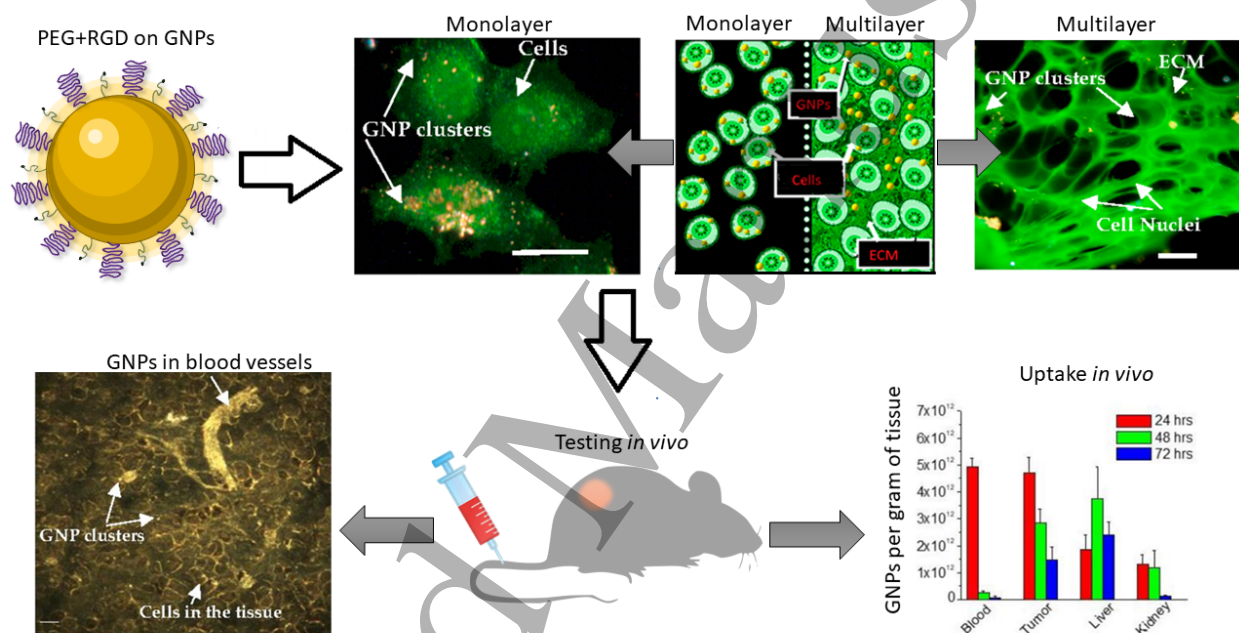 Monolayer
Monolayer
Multilayer
Multilayer
PEG+RGD on GNPs
Cells
GNP clusters
GNPs
Cells
ECM
GNP clusters
ECM
Cell Nuclei
GNPs in blood vessels
GNP clusters
Cells in the tissue
Testing in vivo
Uptake in vivo
GNPs per gram of tissue
7x10¹²
6x10¹²
5x10¹²
4x10¹²
3x10¹²
2x10¹²
1x10¹²
0
24 hrs
48 hrs
72 hrs
Blood
Tumor
Liver
Kidney